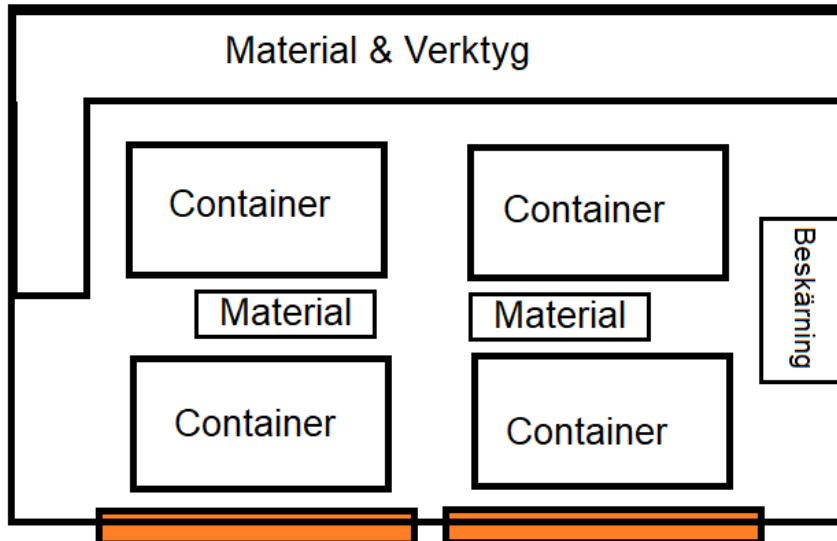 Material & Verktyg
Container
Container
Material
Material
Beskärning
Container
Container